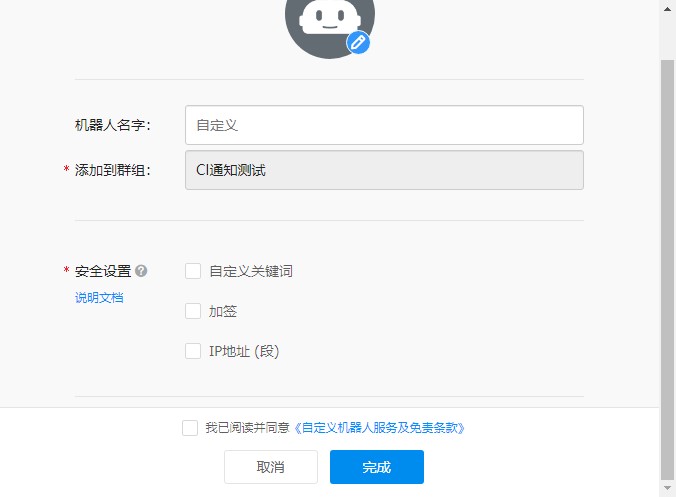 机器人名字：
自定义
* 添加到群组：
CI通知测试
* 安全设置 ?
自定义关键词
说明文档
加签
IP地址 (段)
我已阅读并同意《自定义机器人服务及免责条款》
取消
完成